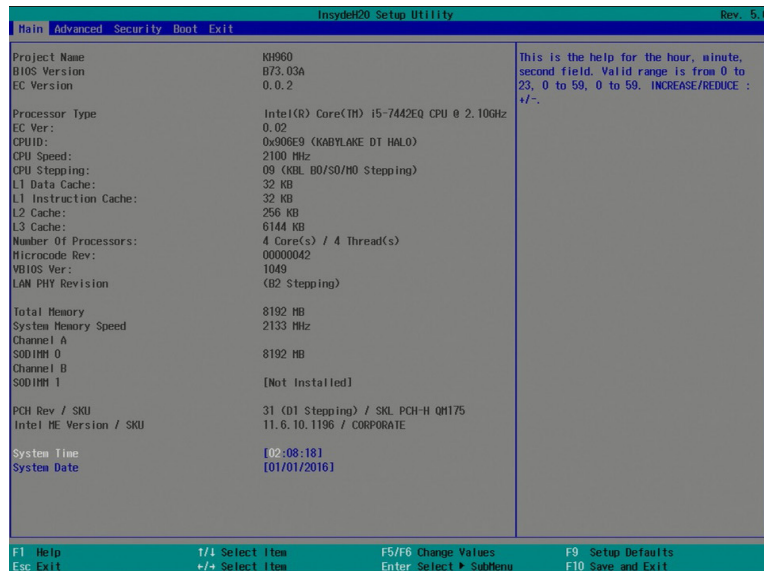 InsydeH20 Setup Utility Rev. 5.
Main Advanced Security Boot Exit
Project Name KH960
BIOS Version B73.03A
EC Version 0.0.2
Processor Type Intel(R) Core(TM) i5-7442EQ CPU @ 2.10GHz
EC Ver: 0.02
CPUID: 0x906E9 (KABYLAKE DT HALO)
CPU Speed: 2100 MHz
CPU Stepping: 09 (KBL B0/S0/M0 Stepping)
L1 Data Cache: 32 KB
L1 Instruction Cache: 32 KB
L2 Cache: 256 KB
L3 Cache: 6144 KB
Number Of Processors: 4 Core(s) / 4 Thread(s)
Microcode Rev: 00000042
VBIOS Ver: 1049
LAN PHY Revision (B2 Stepping)
Total Memory 8192 MB
System Memory Speed 2133 MHz
Channel A
SODIMM 0 8192 MB
Channel B
SODIMM 1 [Not Installed]
PCH Rev / SKU 31 (D1 Stepping) / SKL PCH-H QM175
Intel ME Version / SKU 11.6.10.1196 / CORPORATE
System Time [02:08:18]
System Date [01/01/2016]
This is the help for the hour, minute,
second field. Valid range is from 0 to
23, 0 to 59, 0 to 59. INCREASE/REDUCE :
+/-.
F1 Help ↑/↓ Select Item F5/F6 Change Values F9 Setup Defaults
Esc Exit ←/→ Select Item Enter Select ▶ SubMenu F10 Save and Exit